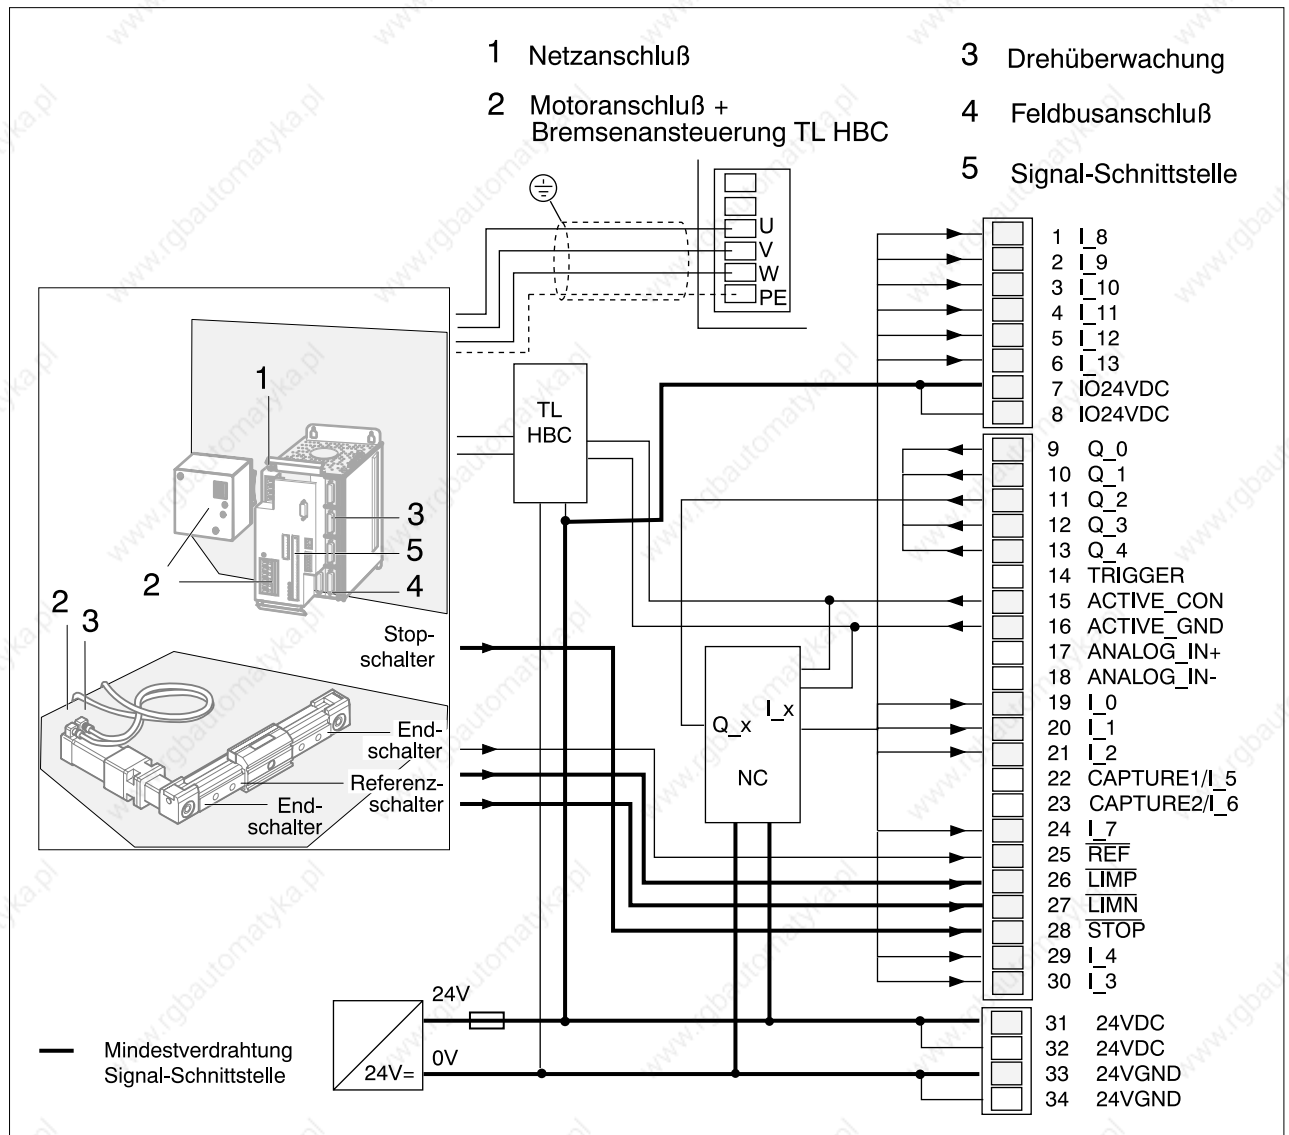 1 Netzanschluß
2 Motoranschluß +
Bremsenansteuerung TL HBC
3 Drehüberwachung
4 Feldbusanschluß
5 Signal-Schnittstelle
U
V
W
PE
TL
HBC
1
3
5
4
2
2
3
2
Stop-
schalter
End-
schalter
Referenz-
schalter
End-
schalter
Q_x
I_x
NC
1 I_8
2 I_9
3 I_10
4 I_11
5 I_12
6 I_13
7 IO24VDC
8 IO24VDC
9 Q_0
10 Q_1
11 Q_2
12 Q_3
13 Q_4
14 TRIGGER
15 ACTIVE_CON
16 ACTIVE_GND
17 ANALOG_IN+
18 ANALOG_IN-
19 I_0
20 I_1
21 I_2
22 CAPTURE1/I_5
23 CAPTURE2/I_6
24 I_7
25 REF
26 LIMP
27 LIMN
28 STOP
29 I_4
30 I_3
31 24VDC
32 24VDC
33 24VGND
34 24VGND
24V
0V
24V=
Mindestverdrahtung
Signal-Schnittstelle
www.rgbautomatyka.pl